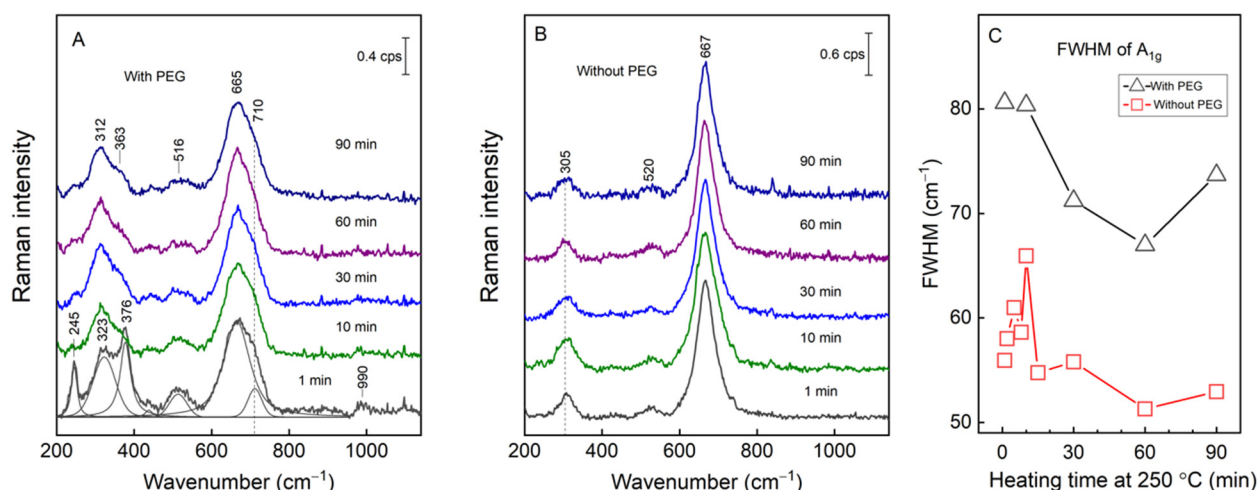 A
0.4 cps
With PEG
312
363
516
665
710
90 min
60 min
30 min
10 min
245
323
376
1 min
990
Raman intensity
200 400 600 800 1000
Wavenumber (cm⁻¹)
B
0.6 cps
Without PEG
667
305
520
90 min
60 min
30 min
10 min
1 min
Raman intensity
200 400 600 800 1000
Wavenumber (cm⁻¹)
C
FWHM of A₁g
With PEG
Without PEG
80
70
60
50
FWHM (cm⁻¹)
0 30 60 90
Heating time at 250 °C (min)